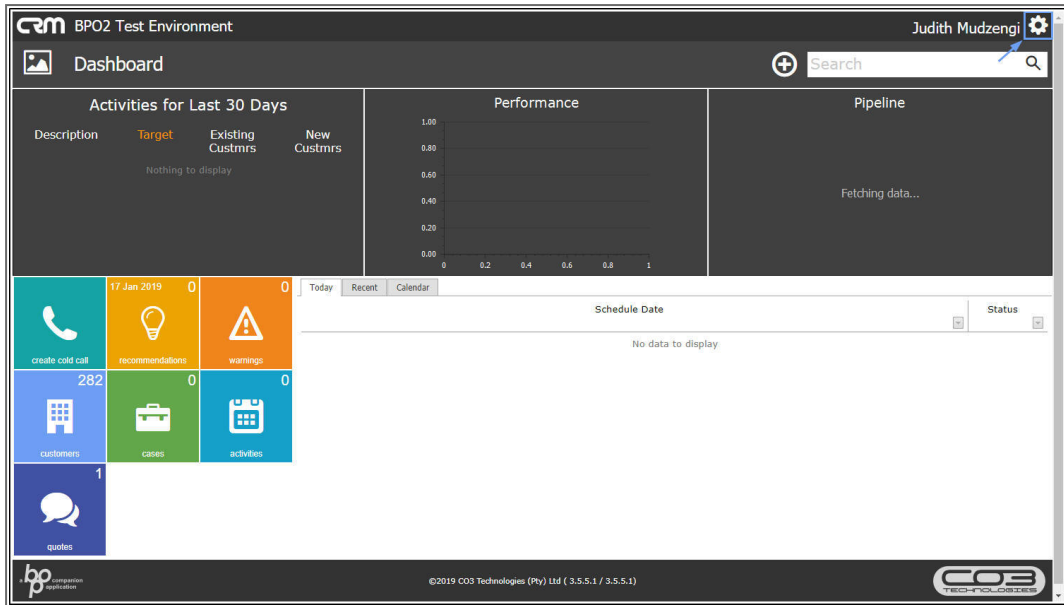 CRM BPO2 Test Environment
Judith Mudzengi
Dashboard
Search
Activities for Last 30 Days
Description Target Existing Custmrs New Custmrs
Nothing to display
Performance
1.00
0.80
0.60
0.40
0.20
0.00
0 0.2 0.4 0.6 0.8 1
Pipeline
Fetching data...
create cold call
17 Jan 2019 0
recommendations
0
warnings
282
customers
0
cases
0
activities
1
quotes
Today Recent Calendar
Schedule Date Status
No data to display
a bp companion application
©2019 CO3 Technologies (Pty) Ltd ( 3.5.5.1 / 3.5.5.1)
CO3
TECHNOLOGIES